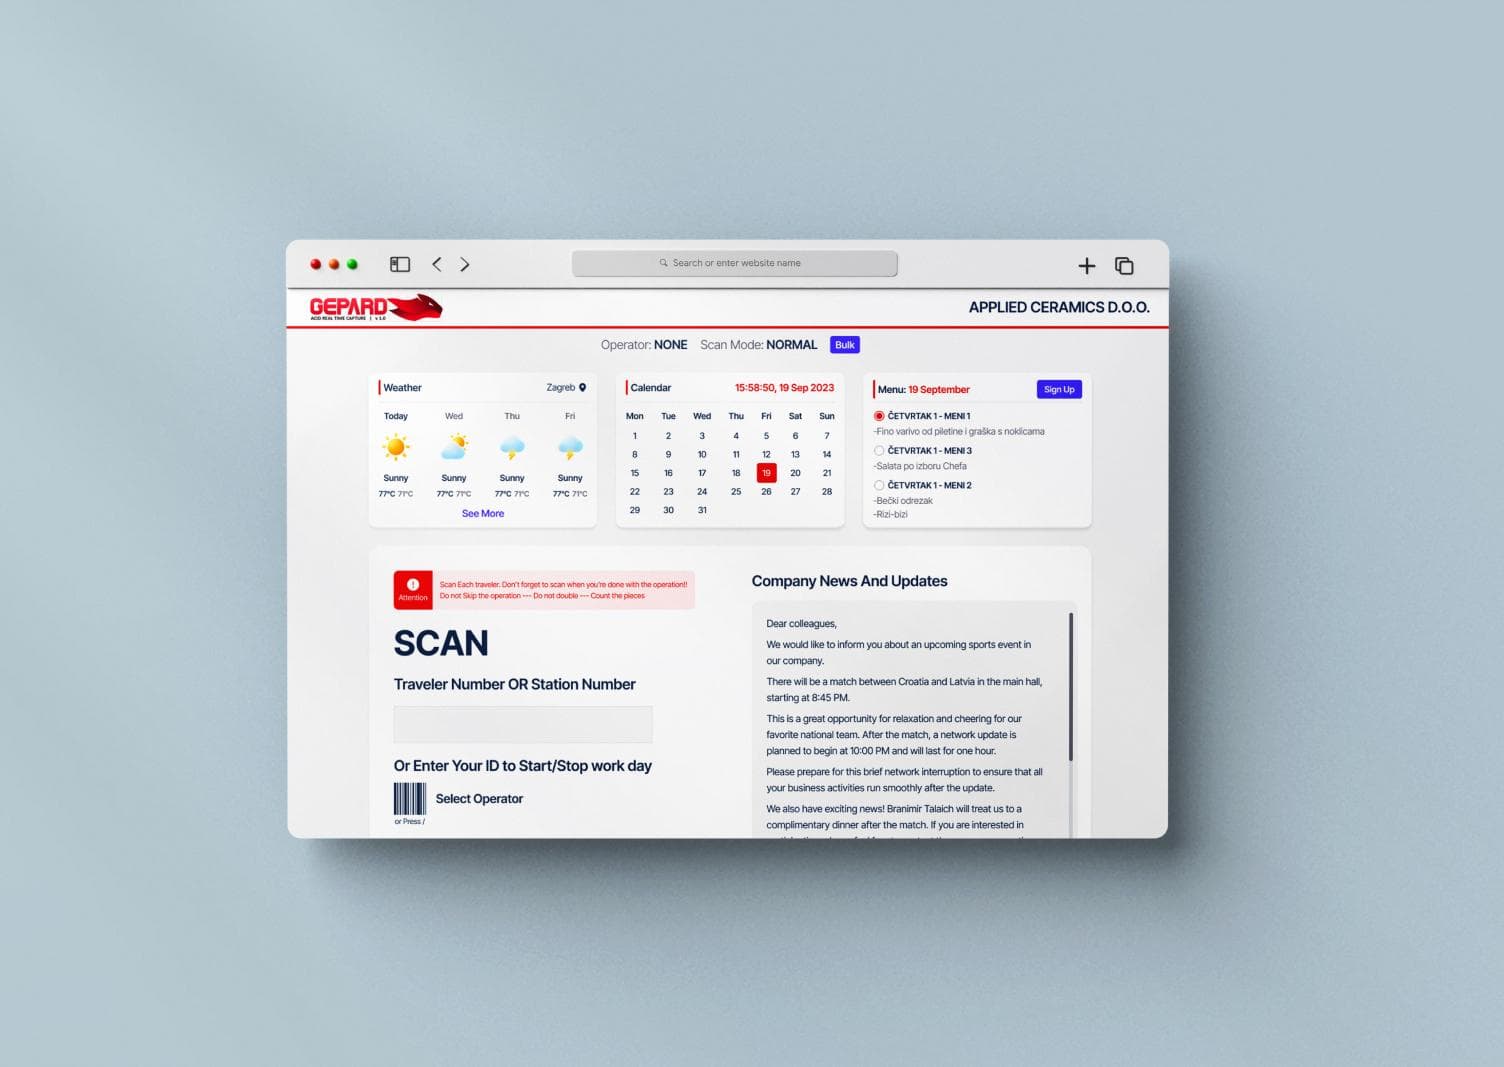 Search or enter website name
GEPARD
ACID REAL TIME CAPTURE | v 1.0
APPLIED CERAMICS D.O.O.
Operator: NONE Scan Mode: NORMAL Bulk
Weather Zagreb
Today Wed Thu Fri
Sunny Sunny Sunny Sunny
77°C 71°C 77°C 71°C 77°C 71°C 77°C 71°C
See More
Calendar 15:58:50, 19 Sep 2023
Mon Tue Wed Thu Fri Sat Sun
1 2 3 4 5 6 7
8 9 10 11 12 13 14
15 16 17 18 19 20 21
22 23 24 25 26 27 28
29 30 31
Menu: 19 September Sign Up
ČETVRTAK 1 - MENI 1
-Fino varivo od piletine i graška s noklicama
ČETVRTAK 1 - MENI 3
-Salata po izboru Chefa
ČETVRTAK 1 - MENI 2
-Bečki odrezak
-Rizi-bizi
Attention
Scan Each traveler. Don't forget to scan when you're done with the operation!!
Do not Skip the operation --- Do not double --- Count the pieces
SCAN
Traveler Number OR Station Number
Or Enter Your ID to Start/Stop work day
Select Operator
or Press /
Company News And Updates
Dear colleagues,
We would like to inform you about an upcoming sports event in
our company.
There will be a match between Croatia and Latvia in the main hall,
starting at 8:45 PM.
This is a great opportunity for relaxation and cheering for our
favorite national team. After the match, a network update is
planned to begin at 10:00 PM and will last for one hour.
Please prepare for this brief network interruption to ensure that all
your business activities run smoothly after the update.
We also have exciting news! Branimir Talaich will treat us to a
complimentary dinner after the match. If you are interested in